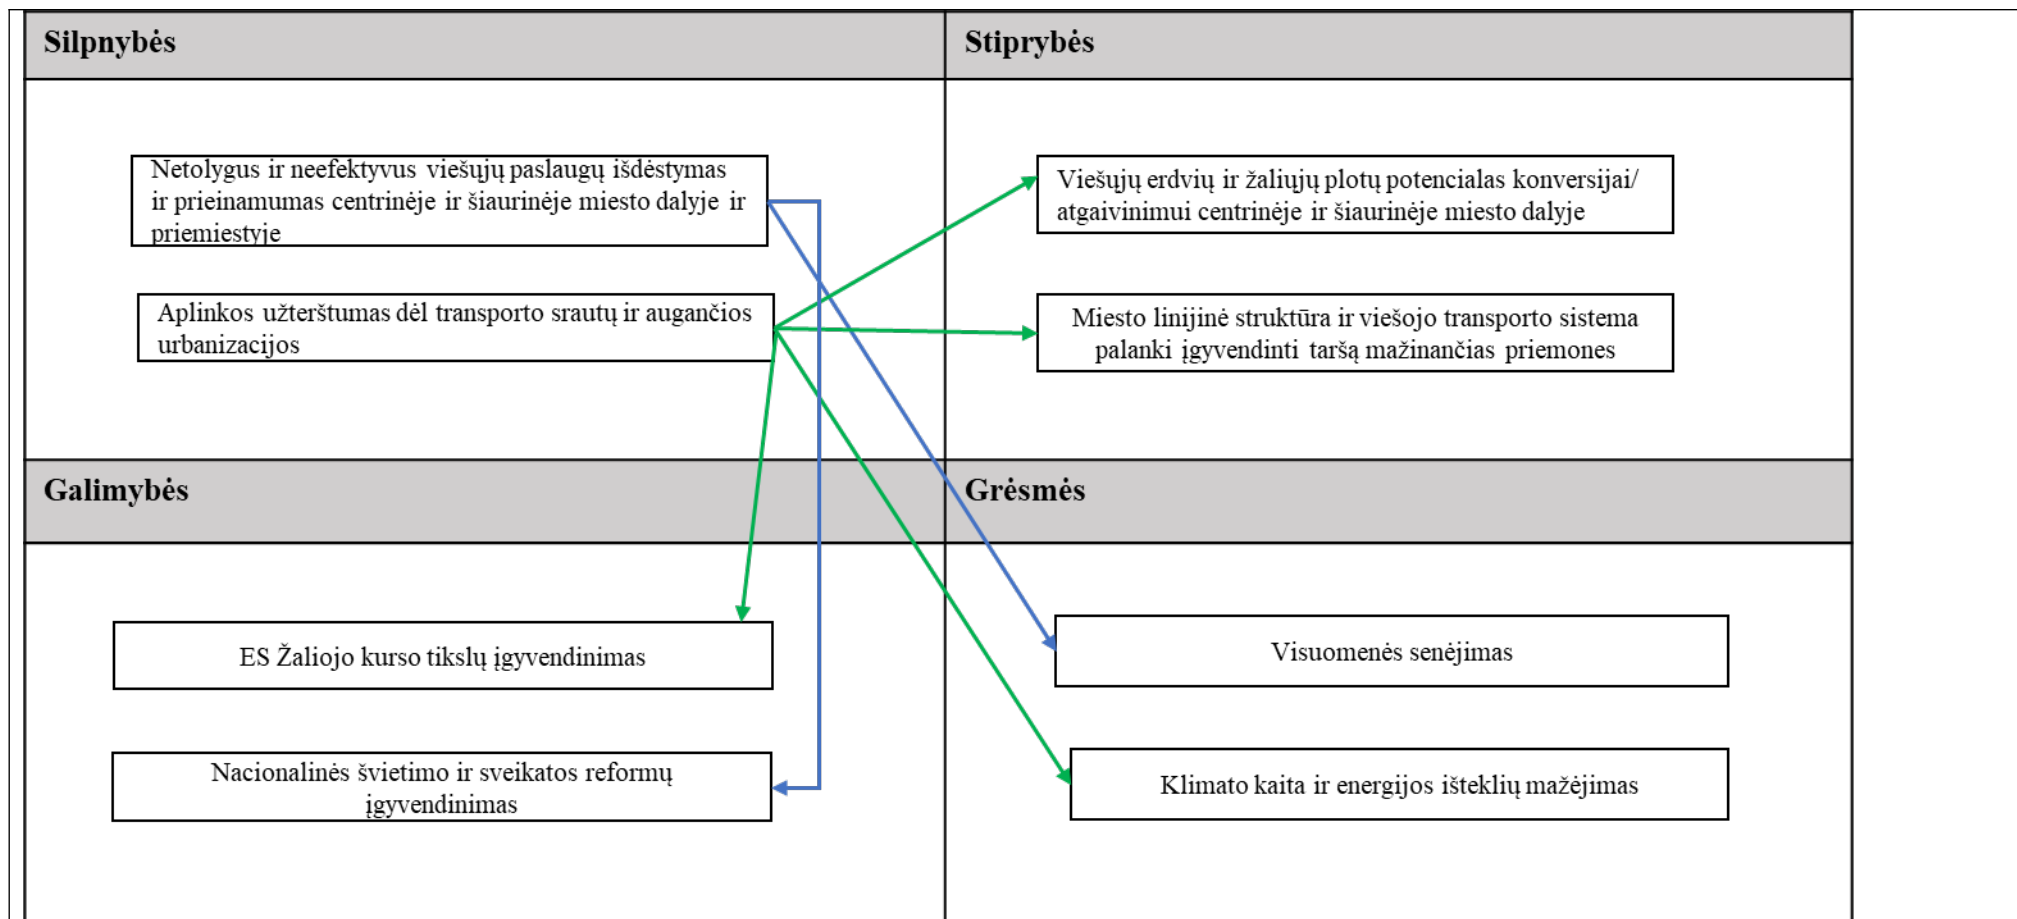 Silpnybės
Stiprybės
Netolygus ir neefektyvus viešųjų paslaugų išdėstymas
ir prieinamumas centrinėje ir šiaurinėje miesto dalyje ir
priemiestyje
Viešųjų erdvių ir žaliųjų plotų potencialas konversijai/
atgaivinimui centrinėje ir šiaurinėje miesto dalyje
Aplinkos užterštumas dėl transporto srautų ir augančios
urbanizacijos
Miesto linijinė struktūra ir viešojo transporto sistema
palanki įgyvendinti taršą mažinančias priemones
Galimybės
Grėsmės
ES Žaliojo kurso tikslų įgyvendinimas
Visuomenės senėjimas
Nacionalinės švietimo ir sveikatos reformų
įgyvendinimas
Klimato kaita ir energijos išteklių mažėjimas